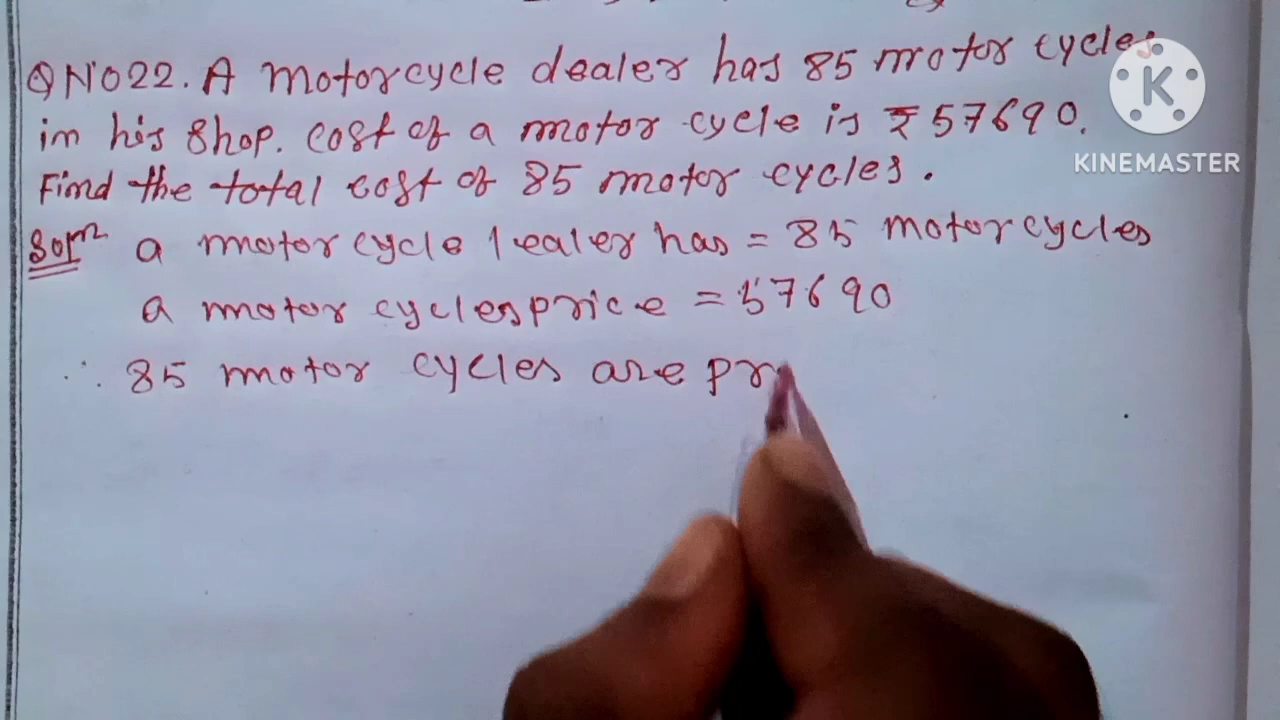 Q NO 22. A motorcycle dealer has 85 motor cycles
in his shop. cost of a motor cycle is ₹57690.
Find the total cost of 85 motor cycles.
Solⁿ a motor cycle dealer has = 85 motorcycles
a motor cycles price = 57690
∴ 85 motor cycles are pr
K
KINEMASTER